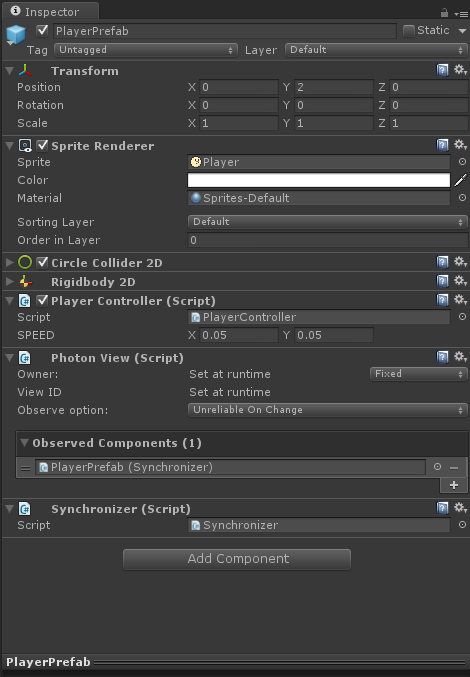 Inspector
PlayerPrefab Static
Tag Untagged Layer Default
Transform
Position X 0 Y 2 Z 0
Rotation X 0 Y 0 Z 0
Scale X 1 Y 1 Z 1
Sprite Renderer
Sprite Player
Color
Material Sprites-Default
Sorting Layer Default
Order in Layer 0
Circle Collider 2D
Rigidbody 2D
Player Controller (Script)
Script PlayerController
SPEED X 0.05 Y 0.05
Photon View (Script)
Owner: Set at runtime Fixed
View ID Set at runtime
Observe option: Unreliable On Change
Observed Components (1)
PlayerPrefab (Synchronizer)
Synchronizer (Script)
Script Synchronizer
Add Component
PlayerPrefab